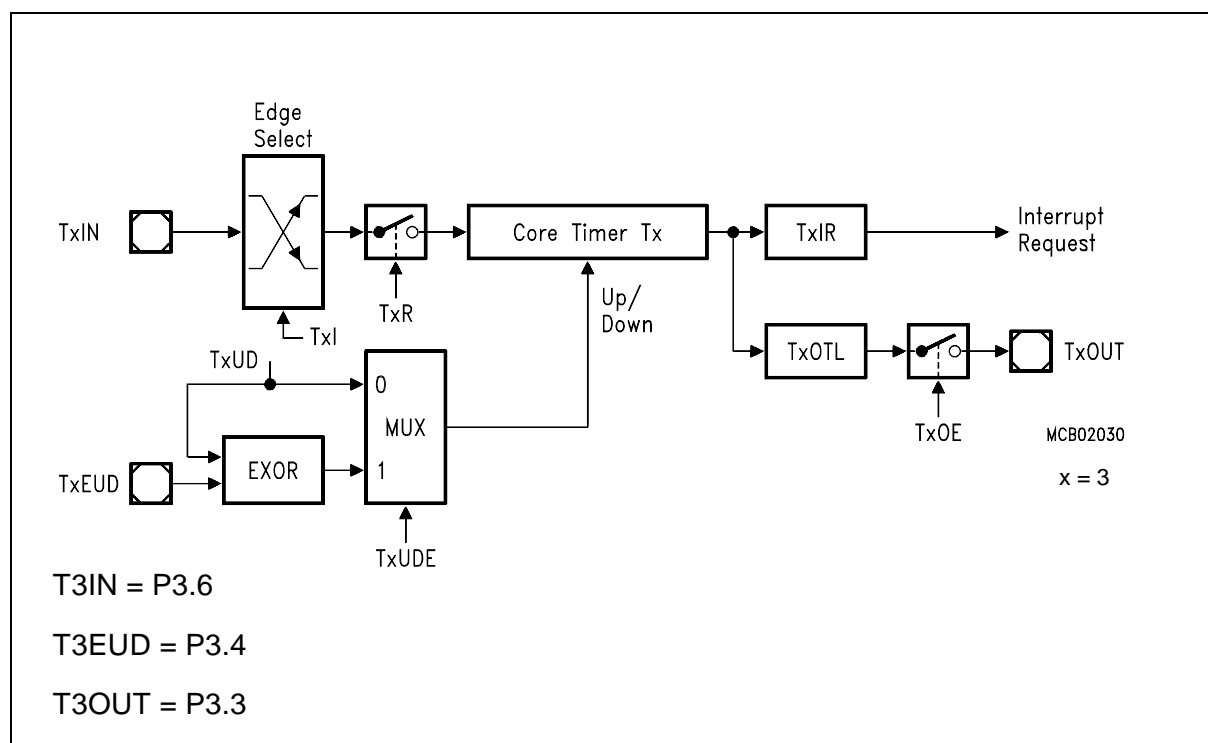 Edge
Select
TxIN
Core Timer Tx
TxIR
Interrupt
Request
TxR
Up/
Down
TxI
TxUD
TxOTL
TxOUT
0
MUX
1
TxOE
MCB02030
EXOR
TxEUD
x = 3
TxUDE
T3IN = P3.6
T3EUD = P3.4
T3OUT = P3.3